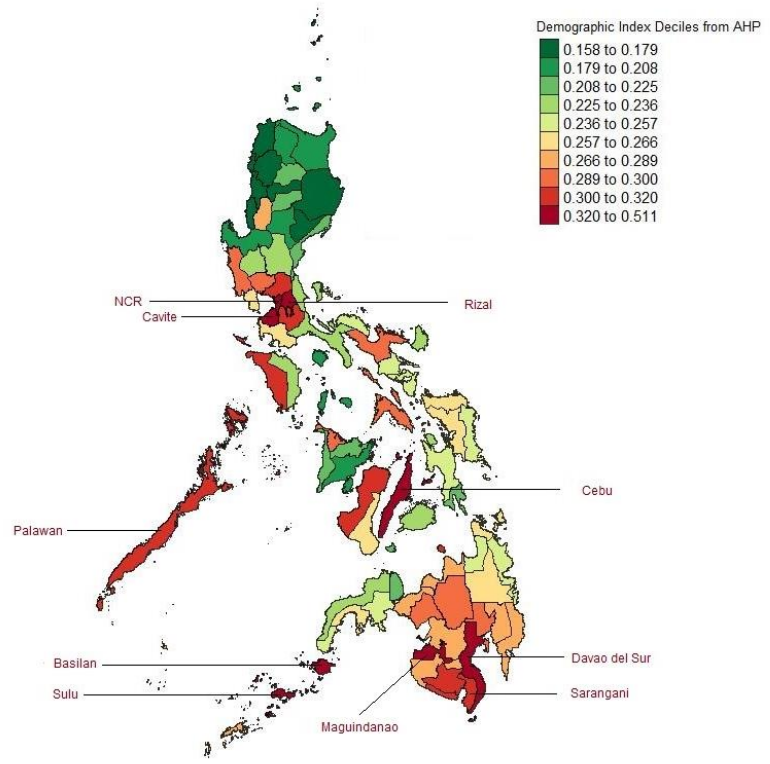 Demographic Index Deciles from AHP
0.158 to 0.179
0.179 to 0.208
0.208 to 0.225
0.225 to 0.236
0.236 to 0.257
0.257 to 0.266
0.266 to 0.289
0.289 to 0.300
0.300 to 0.320
0.320 to 0.511
NCR
Rizal
Cavite
Cebu
Palawan
Basilan
Davao del Sur
Sulu
Sarangani
Maguindanao